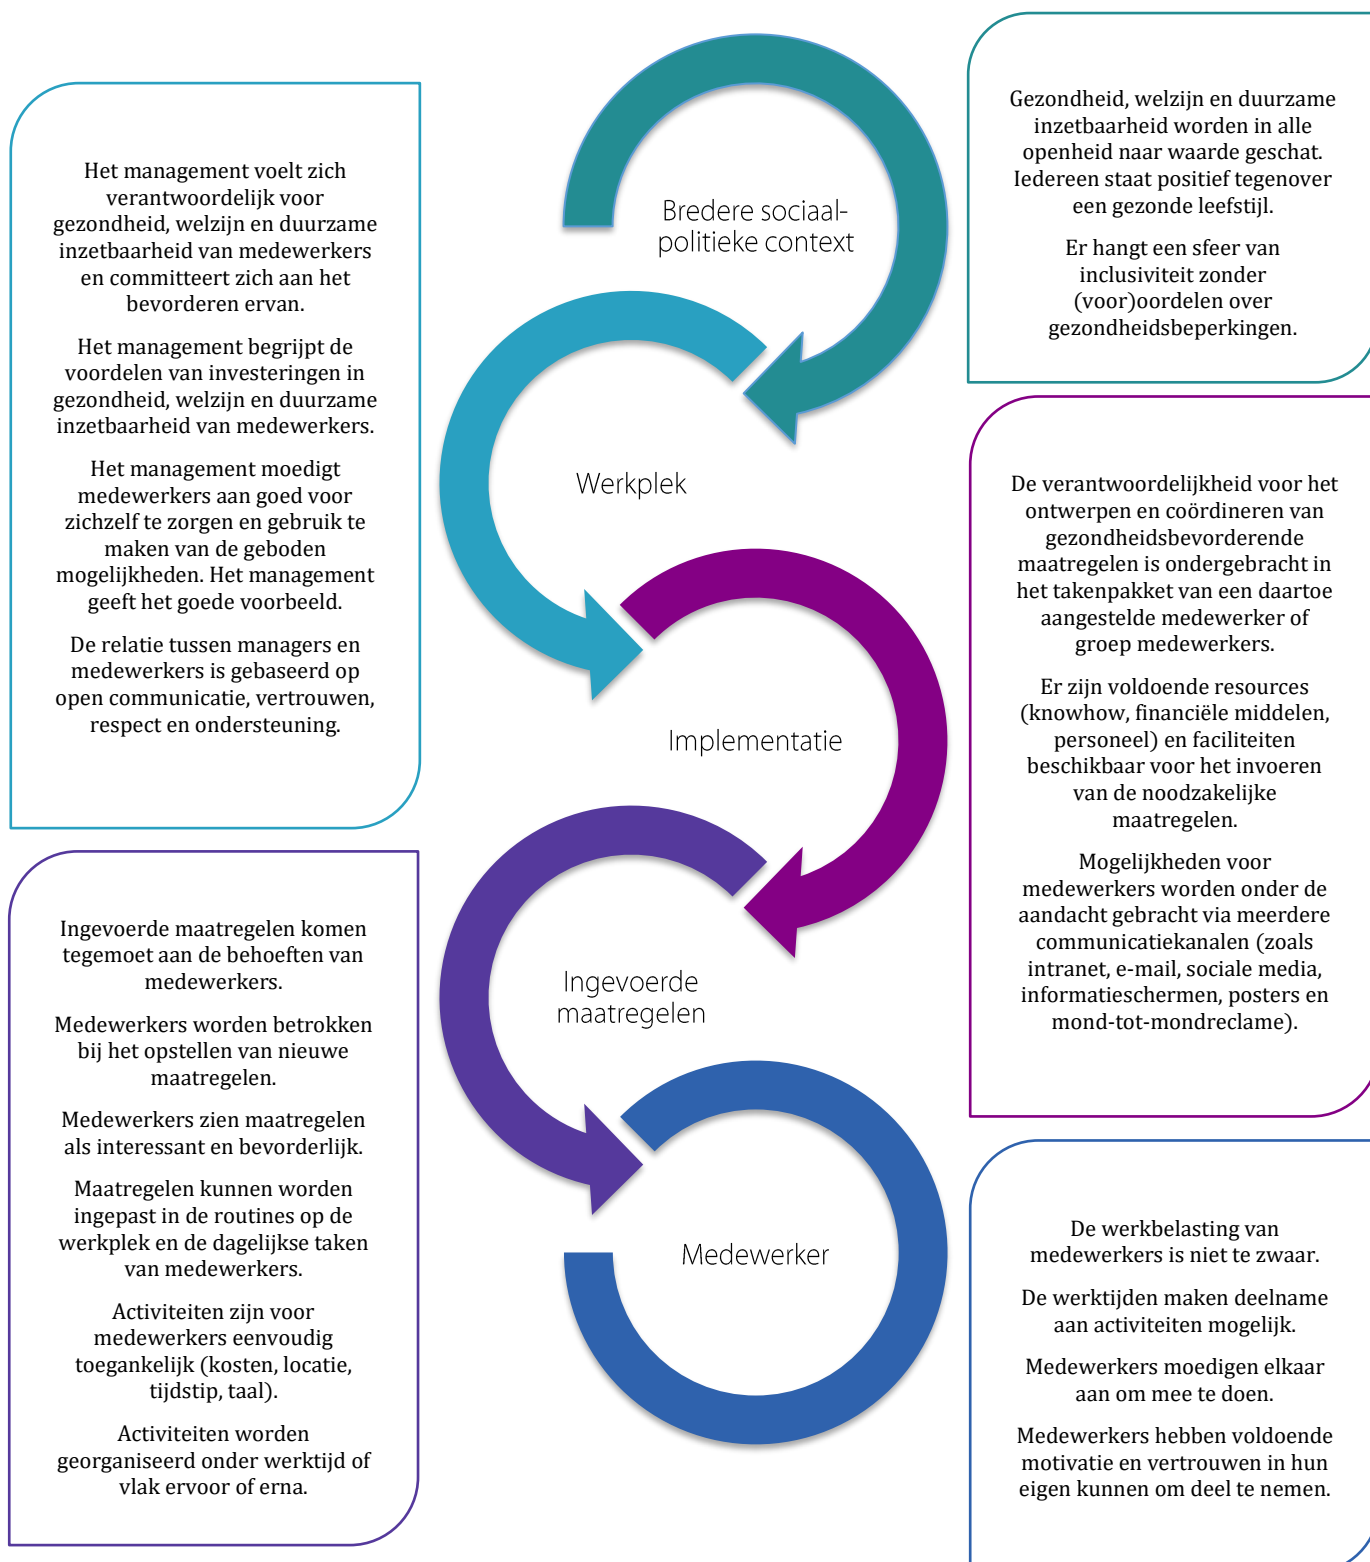 Bredere sociaal-
politieke context
Gezondheid, welzijn en duurzame
inzetbaarheid worden in alle
openheid naar waarde geschat.
Iedereen staat positief tegenover
een gezonde leefstijl.
Er hangt een sfeer van
inclusiviteit zonder
(voor)oordelen over
gezondheidsbeperkingen.
Werkplek
Het management voelt zich
verantwoordelijk voor
gezondheid, welzijn en duurzame
inzetbaarheid van medewerkers
en committeert zich aan het
bevorderen ervan.
Het management begrijpt de
voordelen van investeringen in
gezondheid, welzijn en duurzame
inzetbaarheid van medewerkers.
Het management moedigt
medewerkers aan goed voor
zichzelf te zorgen en gebruik te
maken van de geboden
mogelijkheden. Het management
geeft het goede voorbeeld.
De relatie tussen managers en
medewerkers is gebaseerd op
open communicatie, vertrouwen,
respect en ondersteuning.
Implementatie
De verantwoordelijkheid voor het
ontwerpen en coördineren van
gezondheidsbevorderende
maatregelen is ondergebracht in
het takenpakket van een daartoe
aangestelde medewerker of
groep medewerkers.
Er zijn voldoende resources
(knowhow, financiële middelen,
personeel) en faciliteiten
beschikbaar voor het invoeren
van de noodzakelijke
maatregelen.
Mogelijkheden voor
medewerkers worden onder de
aandacht gebracht via meerdere
communicatiekanalen (zoals
intranet, e-mail, sociale media,
informatieschermen, posters en
mond-tot-mondreclame).
Ingevoerde
maatregelen
Ingevoerde maatregelen komen
tegemoet aan de behoeften van
medewerkers.
Medewerkers worden betrokken
bij het opstellen van nieuwe
maatregelen.
Medewerkers zien maatregelen
als interessant en bevorderlijk.
Maatregelen kunnen worden
ingepast in de routines op de
werkplek en de dagelijkse taken
van medewerkers.
Activiteiten zijn voor
medewerkers eenvoudig
toegankelijk (kosten, locatie,
tijdstip, taal).
Activiteiten worden
georganiseerd onder werktijd of
vlak ervoor of erna.
Medewerker
De werkbelasting van
medewerkers is niet te zwaar.
De werktijden maken deelname
aan activiteiten mogelijk.
Medewerkers moedigen elkaar
aan om mee te doen.
Medewerkers hebben voldoende
motivatie en vertrouwen in hun
eigen kunnen om deel te nemen.